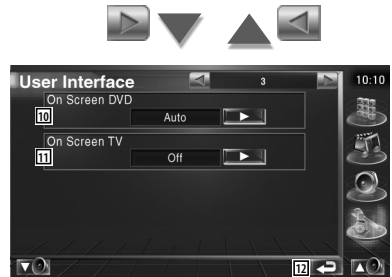 User Interface 3 10:10
On Screen DVD
10 Auto
On Screen TV
11 Off
12